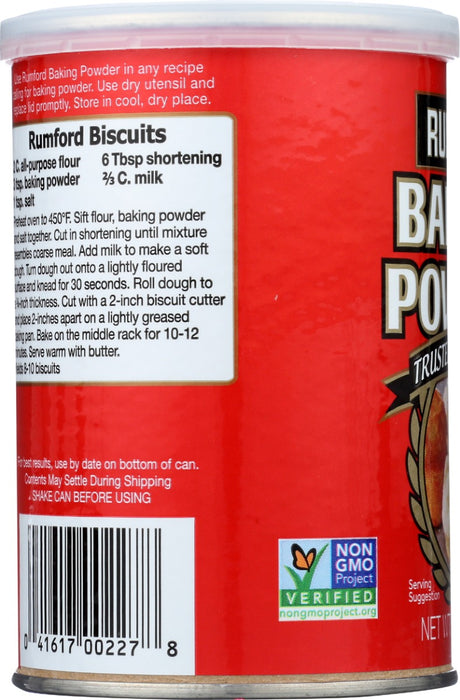 Use Rumford Baking Powder in any recipe
calling for baking powder. Use dry utensil and
replace lid promptly. Store in cool, dry place.
Rumford Biscuits
C. all-purpose flour 6 Tbsp shortening
tsp. baking powder ⅔ C. milk
tsp. salt
Preheat oven to 450°F. Sift flour, baking powder
and salt together. Cut in shortening until mixture
resembles coarse meal. Add milk to make a soft
dough. Turn dough out onto a lightly floured
surface and knead for 30 seconds. Roll dough to
-inch thickness. Cut with a 2-inch biscuit cutter
and place 2-inches apart on a lightly greased
baking pan. Bake on the middle rack for 10-12
minutes. Serve warm with butter.
8-10 biscuits
For best results, use by date on bottom of can.
Contents May Settle During Shipping
SHAKE CAN BEFORE USING
0 41617 00227 8
NON
GMO
Project
VERIFIED
nongmoproject.org
RU
BA
POW
TRUSTE
Serving
Suggestion
NET